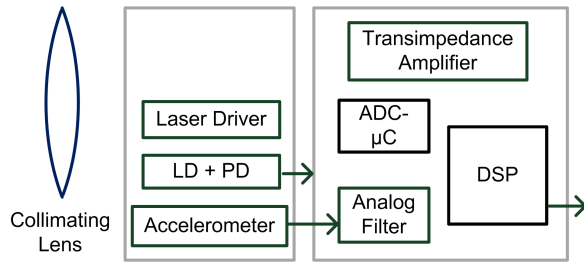 Transimpedance
Amplifier
Laser Driver
ADC-
µC
LD + PD
DSP
Accelerometer
Analog
Filter
Collimating
Lens